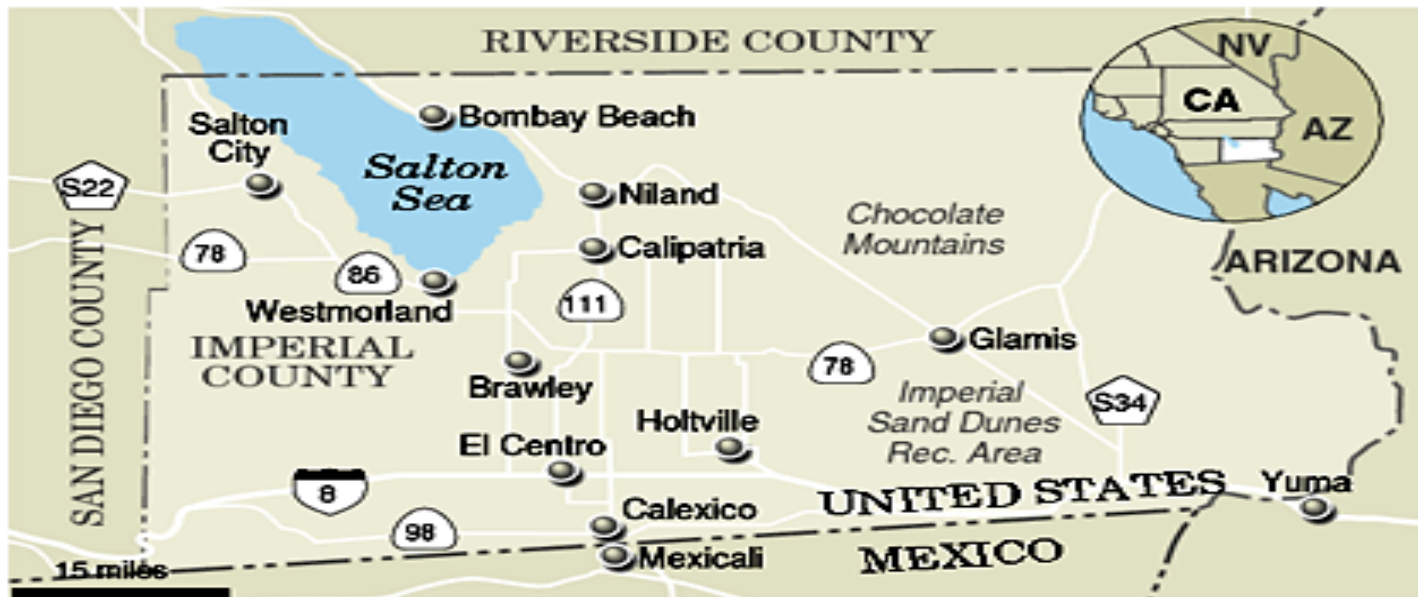 RIVERSIDE COUNTY
NV
CA
AZ
Bombay Beach
Salton
City
Salton
Sea
S22
Niland
Chocolate
Mountains
Calipatria
78
86
ARIZONA
111
Westmorland
SAN DIEGO COUNTY
IMPERIAL
COUNTY
Glamis
78
Brawley
Imperial
Sand Dunes
Rec. Area
S34
Holtville
El Centro
8
UNITED STATES
Yuma
Calexico
98
Mexicali
MEXICO
15 miles